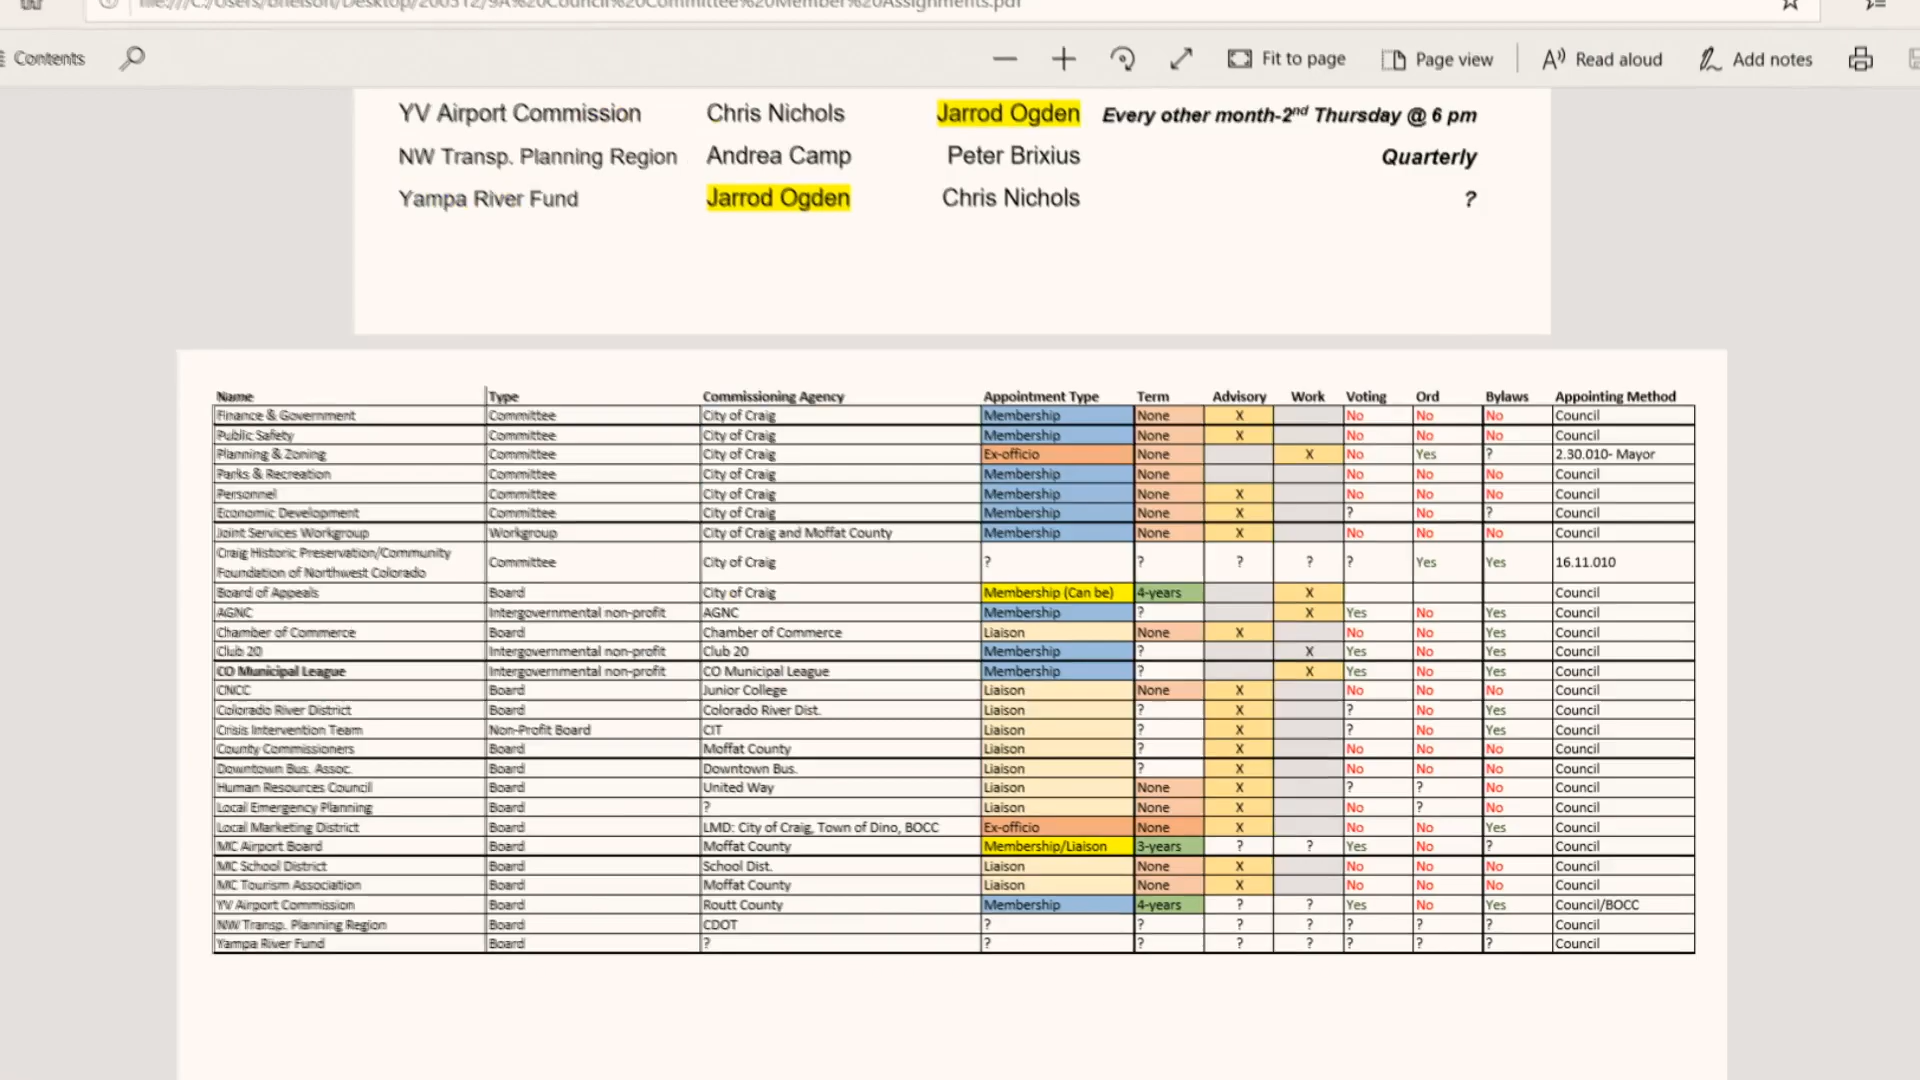 file:///C:/Users/bnelson/Desktop/200512/9A%20Council%20Committee%20Member%20Assignments.pdf
Contents Fit to page Page view Read aloud Add notes
YV Airport Commission Chris Nichols Jarrod Ogden Every other month-2nd Thursday @ 6 pm
NW Transp. Planning Region Andrea Camp Peter Brixius Quarterly
Yampa River Fund Jarrod Ogden Chris Nichols ?
Name Type Commissioning Agency Appointment Type Term Advisory Work Voting Ord Bylaws Appointing Method
Finance & Government Committee City of Craig Membership None X No No No Council
Public Safety Committee City of Craig Membership None X No No No Council
Planning & Zoning Committee City of Craig Ex-officio None X No Yes ? 2.30.010- Mayor
Parks & Recreation Committee City of Craig Membership None No No No Council
Personnel Committee City of Craig Membership None X No No No Council
Economic Development Committee City of Craig Membership None X ? No ? Council
Joint Services Workgroup Workgroup City of Craig and Moffat County Membership None X No No No Council
Craig Historic Preservation/Community
Foundation of Northwest Colorado Committee City of Craig ? ? ? ? ? Yes Yes 16.11.010
Board of Appeals Board City of Craig Membership (Can be) 4-years X Council
AGNC Intergovernmental non-profit AGNC Membership ? X Yes No Yes Council
Chamber of Commerce Board Chamber of Commerce Liaison None X No No Yes Council
Club 20 Intergovernmental non-profit Club 20 Membership ? X Yes No Yes Council
CO Municipal League Intergovernmental non-profit CO Municipal League Membership ? X Yes No Yes Council
CNCC Board Junior College Liaison None X No No No Council
Colorado River District Board Colorado River Dist. Liaison ? X ? No Yes Council
Crisis Intervention Team Non-Profit Board CIT Liaison ? X ? No Yes Council
County Commissioners Board Moffat County Liaison ? X No No No Council
Downtown Bus. Assoc. Board Downtown Bus. Liaison ? X No No No Council
Human Resources Council Board United Way Liaison None X ? ? No Council
Local Emergency Planning Board ? Liaison None X No ? No Council
Local Marketing District Board LMD: City of Craig, Town of Dino, BOCC Ex-officio None X No No Yes Council
MC Airport Board Board Moffat County Membership/Liaison 3-years ? ? Yes No ? Council
MC School District Board School Dist. Liaison None X No No No Council
MC Tourism Association Board Moffat County Liaison None X No No No Council
YV Airport Commission Board Routt County Membership 4-years ? ? Yes No Yes Council/BOCC
NW Transp. Planning Region Board CDOT ? ? ? ? ? ? ? Council
Yampa River Fund Board ? ? ? ? ? ? ? ? Council